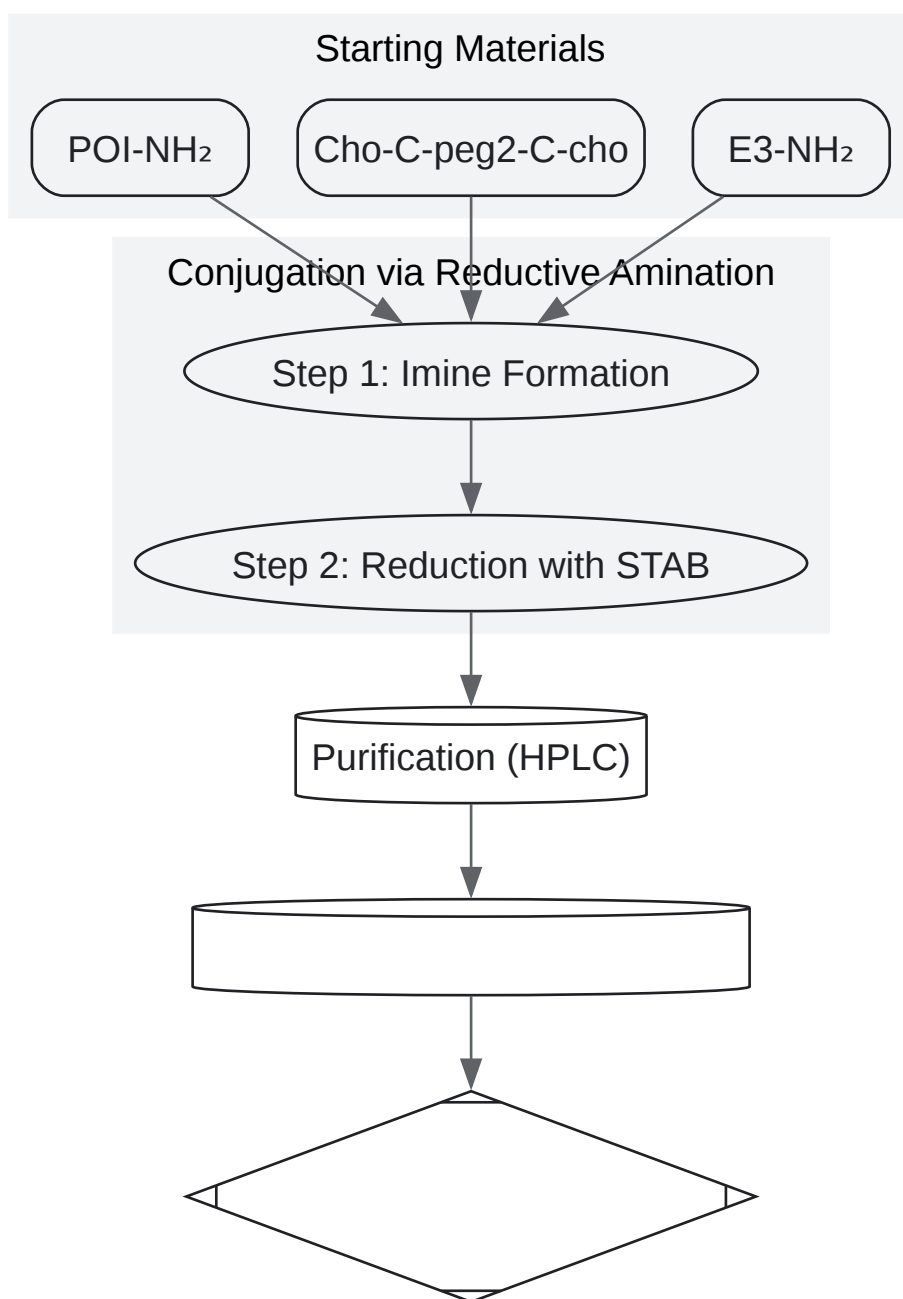 Starting Materials
POI-NH₂
Cho-C-peg2-C-cho
E3-NH₂
Conjugation via Reductive Amination
Step 1: Imine Formation
Step 2: Reduction with STAB
Purification (HPLC)